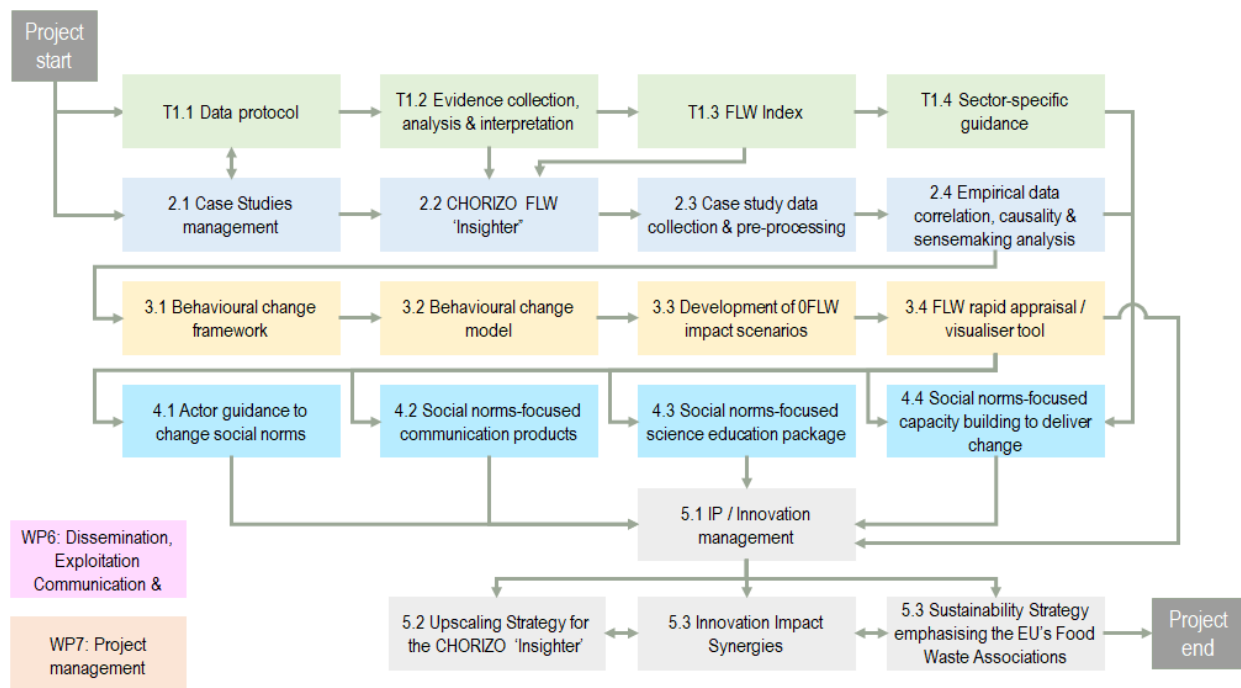 Project
start
T1.1 Data protocol
T1.2 Evidence collection,
analysis & interpretation
T1.3 FLW Index
T1.4 Sector-specific
guidance
2.1 Case Studies
management
2.2 CHORIZO FLW
‘Insighter”
2.3 Case study data
collection & pre-processing
2.4 Empirical data
correlation, causality &
sensemaking analysis
3.1 Behavioural change
framework
3.2 Behavioural change
model
3.3 Development of 0FLW
impact scenarios
3.4 FLW rapid appraisal /
visualiser tool
4.1 Actor guidance to
change social norms
4.2 Social norms-focused
communication products
4.3 Social norms-focused
science education package
4.4 Social norms-focused
capacity building to deliver
change
5.1 IP / Innovation
management
WP6: Dissemination,
Exploitation
Communication &
WP7: Project
management
5.2 Upscaling Strategy for
the CHORIZO ‘Insighter’
5.3 Innovation Impact
Synergies
5.3 Sustainability Strategy
emphasising the EU’s Food
Waste Associations
Project
end